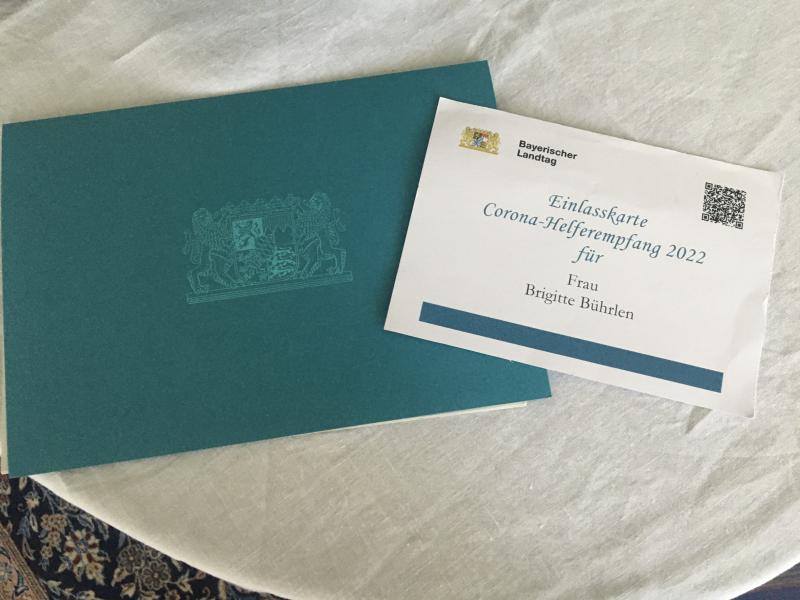 Bayerischer
Landtag
Einlasskarte
Corona-Helferempfang 2022
für
Frau
Brigitte Bührlen